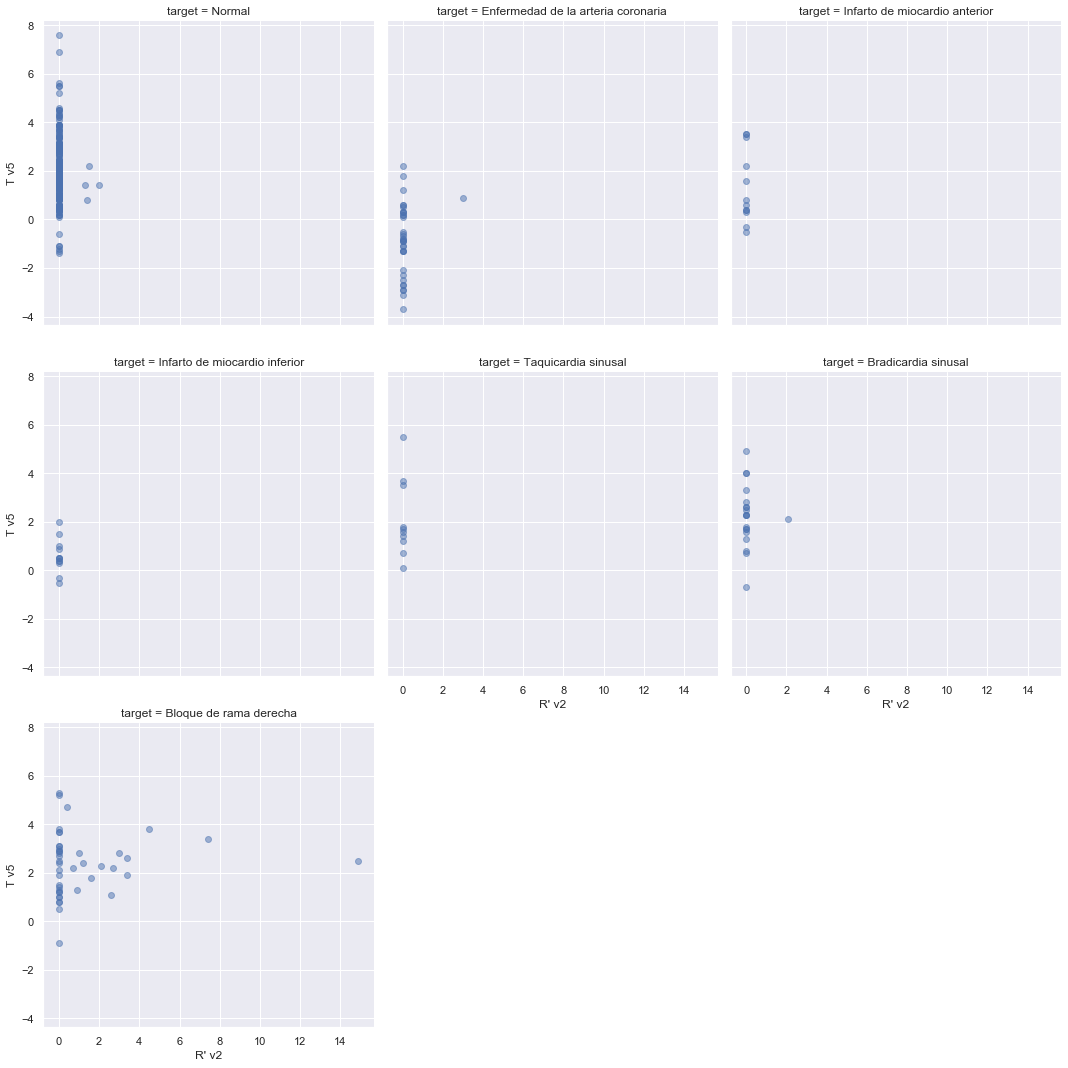 target = Normal
target = Enfermedad de la arteria coronaria
target = Infarto de miocardio anterior
8
6
4
2
0
−2
−4
T v5
target = Infarto de miocardio inferior
target = Taquicardia sinusal
target = Bradicardia sinusal
8
6
4
2
0
−2
−4
T v5
0 2 4 6 8 10 12 14
0 2 4 6 8 10 12 14
R' v2
R' v2
target = Bloque de rama derecha
8
6
4
2
0
−2
−4
T v5
0 2 4 6 8 10 12 14
R' v2